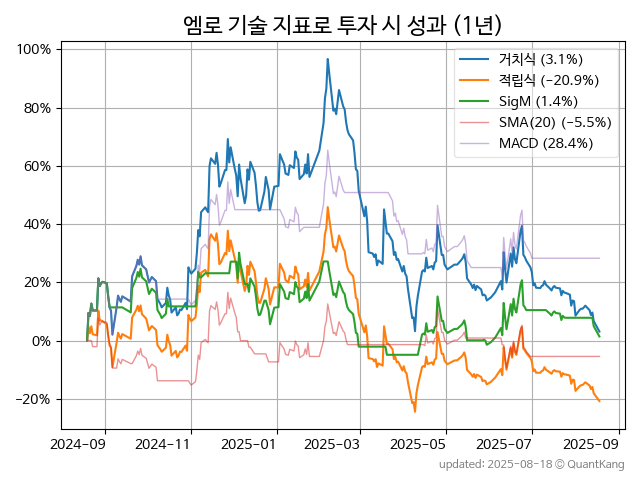 엠로 기술 지표로 투자 시 성과 (1년)
100%
80%
60%
40%
20%
0%
−20%
거치식 (3.1%)
적립식 (−20.9%)
SigM (1.4%)
SMA(20) (−5.5%)
MACD (28.4%)
2024-09
2024-11
2025-01
2025-03
2025-05
2025-07
2025-09
updated: 2025-08-18 ⓒ QuantKang